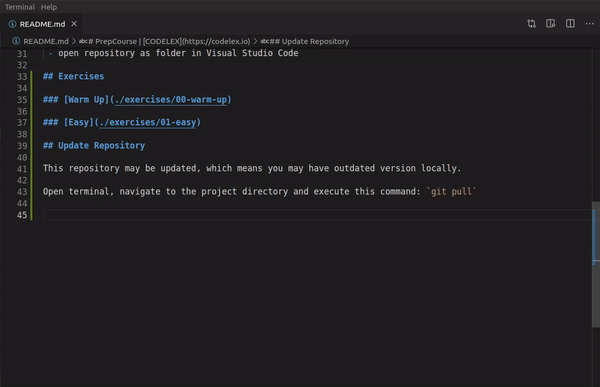 Terminal Help
README.md
README.md > # PrepCourse | [CODELEX](https://codelex.io) > ## Update Repository
31 - open repository as folder in Visual Studio Code
32
33 ## Exercises
34
35 ### [Warm Up](./exercises/00-warm-up)
36
37 ### [Easy](./exercises/01-easy)
38
39 ## Update Repository
40
41 This repository may be updated, which means you may have outdated version locally.
42
43 Open terminal, navigate to the project directory and execute this command: `git pull`
44
45